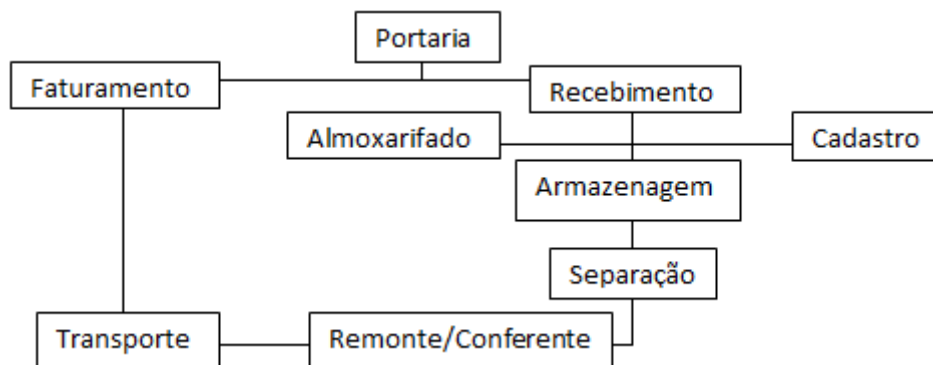 Portaria
Faturamento
Recebimento
Almoxarifado
Cadastro
Armazenagem
Separação
Transporte
Remonte/Conferente